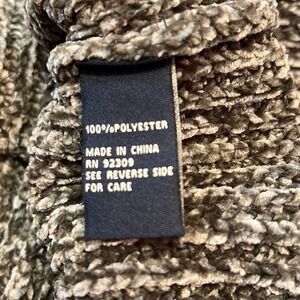 100%POLYESTER
MADE IN CHINA
RN 92309
SEE REVERSE SIDE
FOR CARE